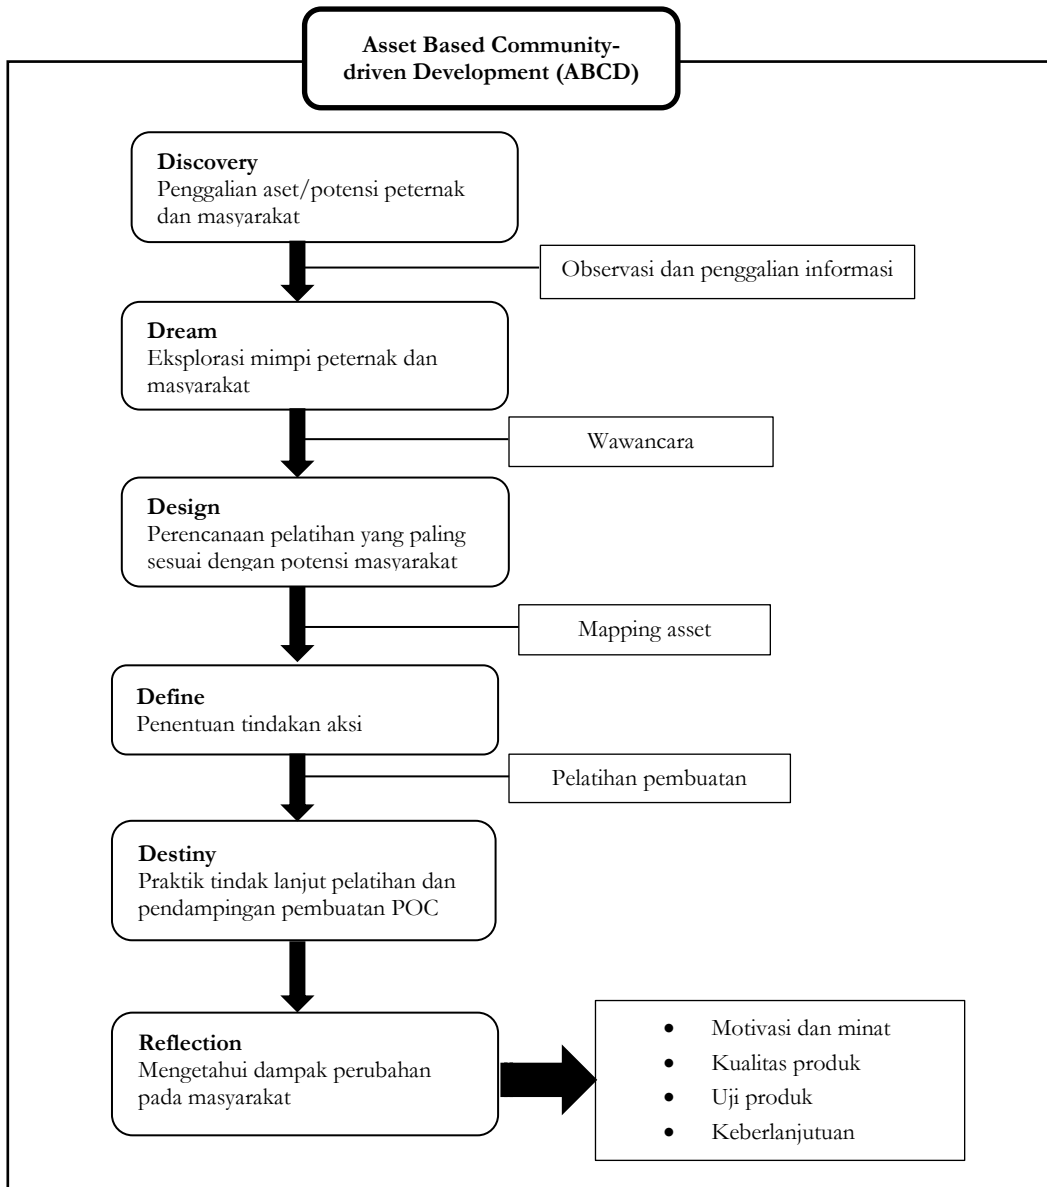 Asset Based Community-
driven Development (ABCD)
Discovery
Penggalian aset/potensi peternak
dan masyarakat
Observasi dan penggalian informasi
Dream
Eksplorasi mimpi peternak dan
masyarakat
Wawancara
Design
Perencanaan pelatihan yang paling
sesuai dengan potensi masyarakat
Mapping asset
Define
Penentuan tindakan aksi
Pelatihan pembuatan
Destiny
Praktik tindak lanjut pelatihan dan
pendampingan pembuatan POC
Reflection
Mengetahui dampak perubahan
pada masyarakat
• Motivasi dan minat
• Kualitas produk
• Uji produk
• Keberlanjutuan